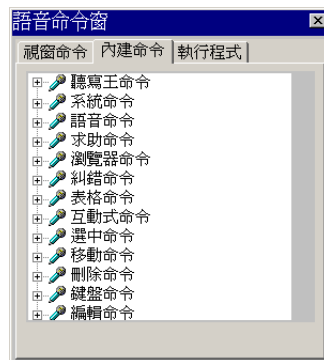 語音命令窗
視窗命令 內建命令 執行程式
聽寫王命令
系統命令
語音命令
求助命令
瀏覽器命令
糾錯命令
表格命令
互動式命令
選中命令
移動命令
刪除命令
鍵盤命令
編輯命令